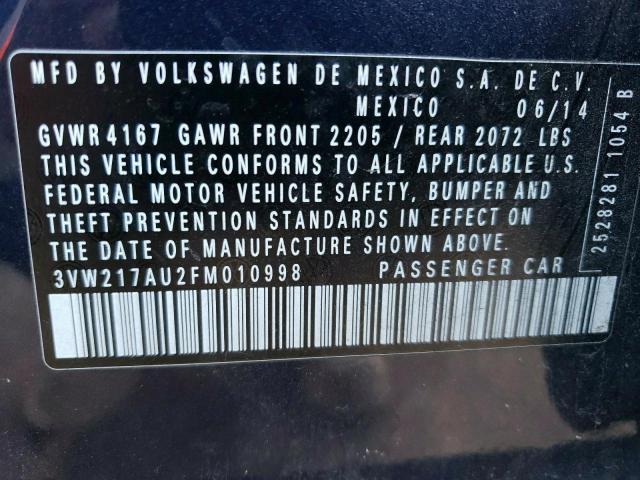 MFD BY VOLKSWAGEN DE MEXICO S.A. DE C.V.
MEXICO 06/14
GVWR 4167 GAWR FRONT 2205 / REAR 2072 LBS
THIS VEHICLE CONFORMS TO ALL APPLICABLE U.S.
FEDERAL MOTOR VEHICLE SAFETY, BUMPER AND
THEFT PREVENTION STANDARDS IN EFFECT ON
THE DATE OF MANUFACTURE SHOWN ABOVE.
3VW217AU2FM010998 PASSENGER CAR
2528281 1054 B